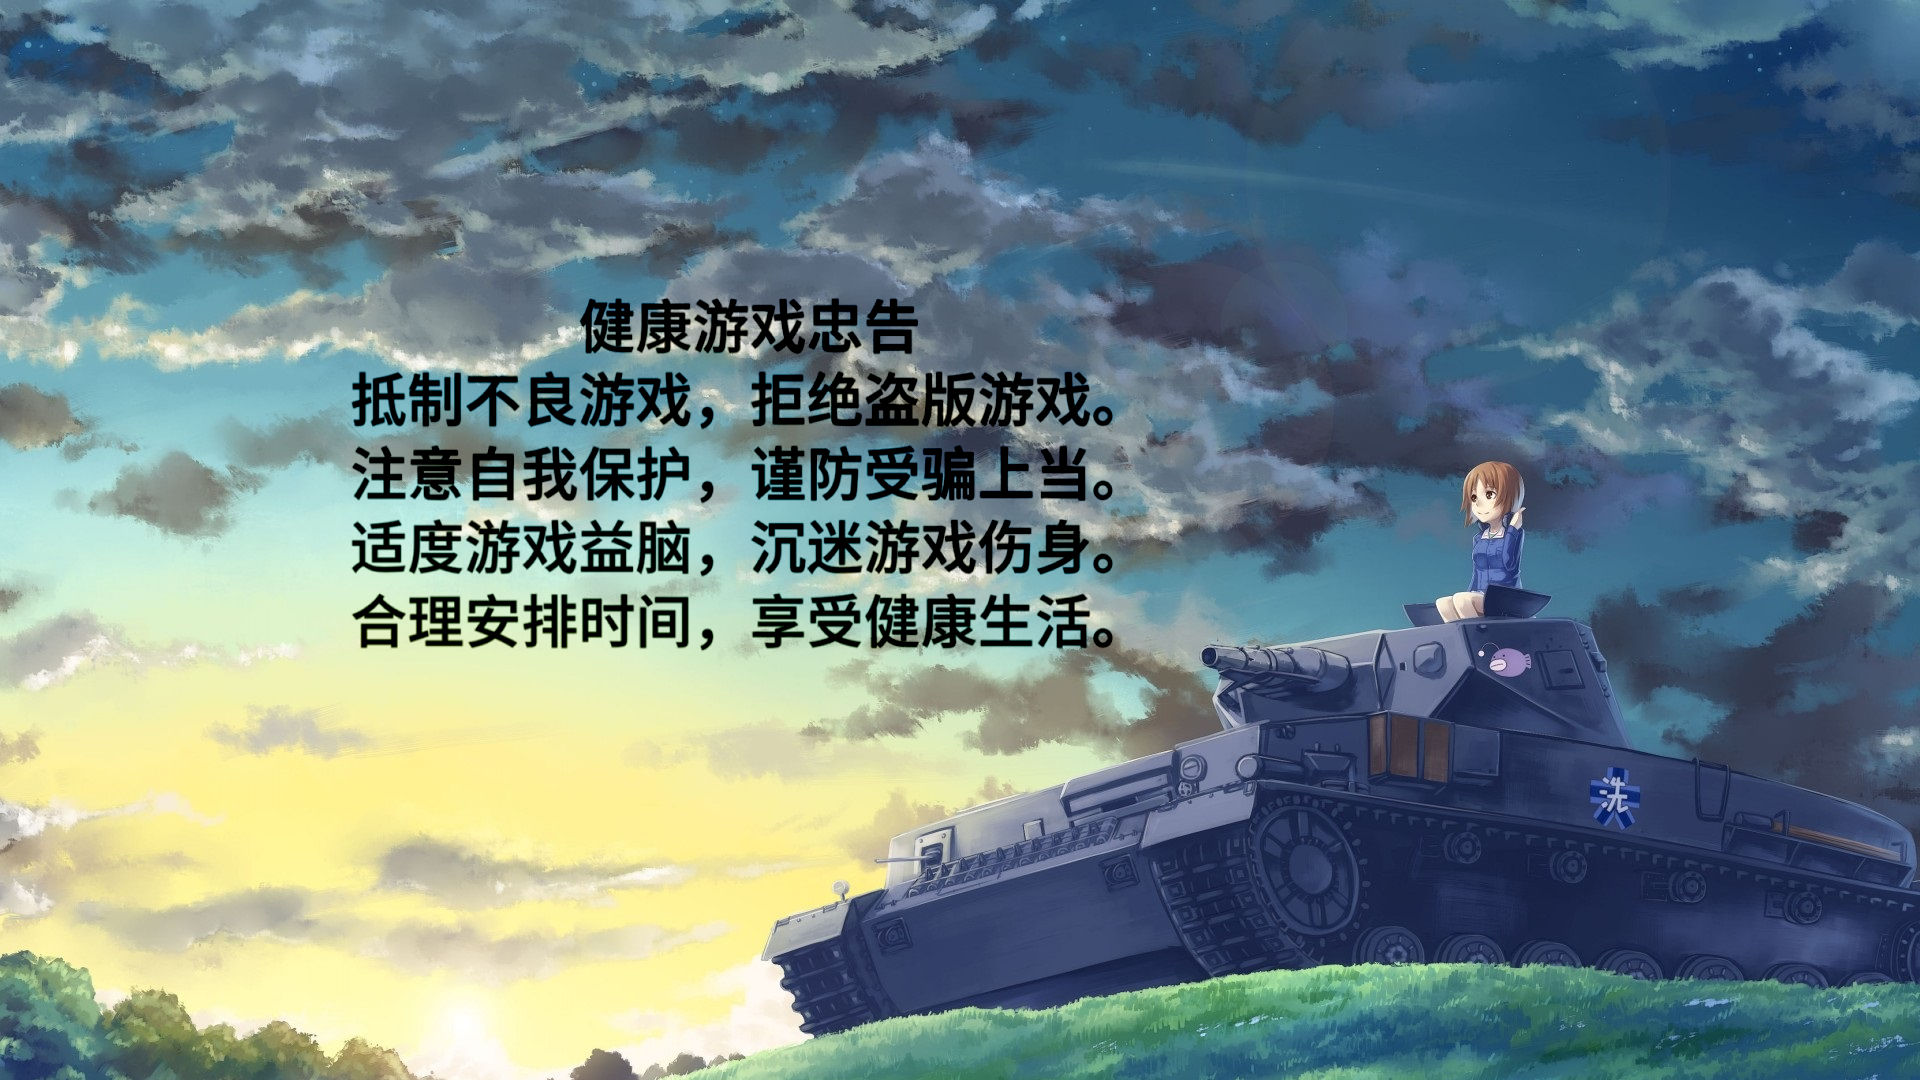 健康游戏忠告
抵制不良游戏，拒绝盗版游戏。
注意自我保护，谨防受骗上当。
适度游戏益脑，沉迷游戏伤身。
合理安排时间，享受健康生活。
洗